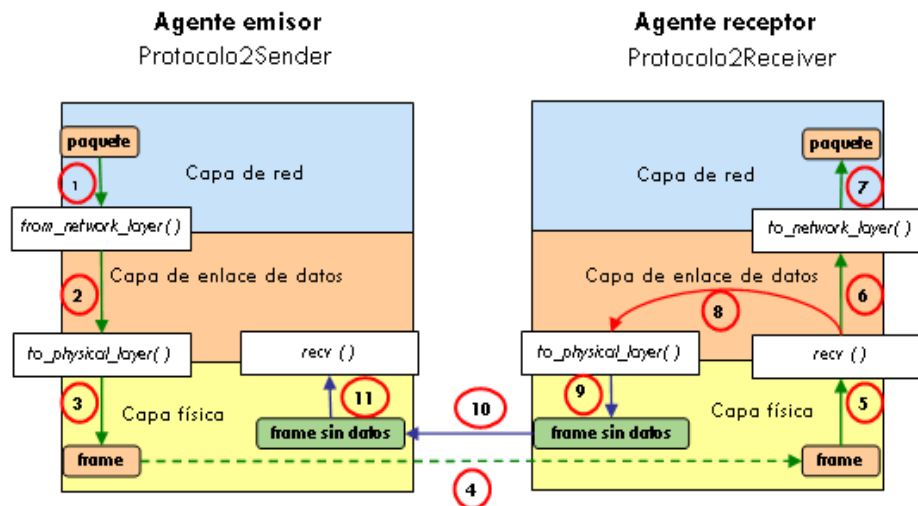 Agente emisor
Protocolo2Sender
Agente receptor
Protocolo2Receiver
paquete
Capa de red
1
from_network_layer( )
Capa de enlace de datos
2
to_physical_layer( )
recv ( )
3
Capa física
11
frame sin datos
frame
10
4
paquete
Capa de red
7
to_network_layer( )
Capa de enlace de datos
8
6
to_physical_layer( )
recv ( )
9
Capa física
5
frame sin datos
frame